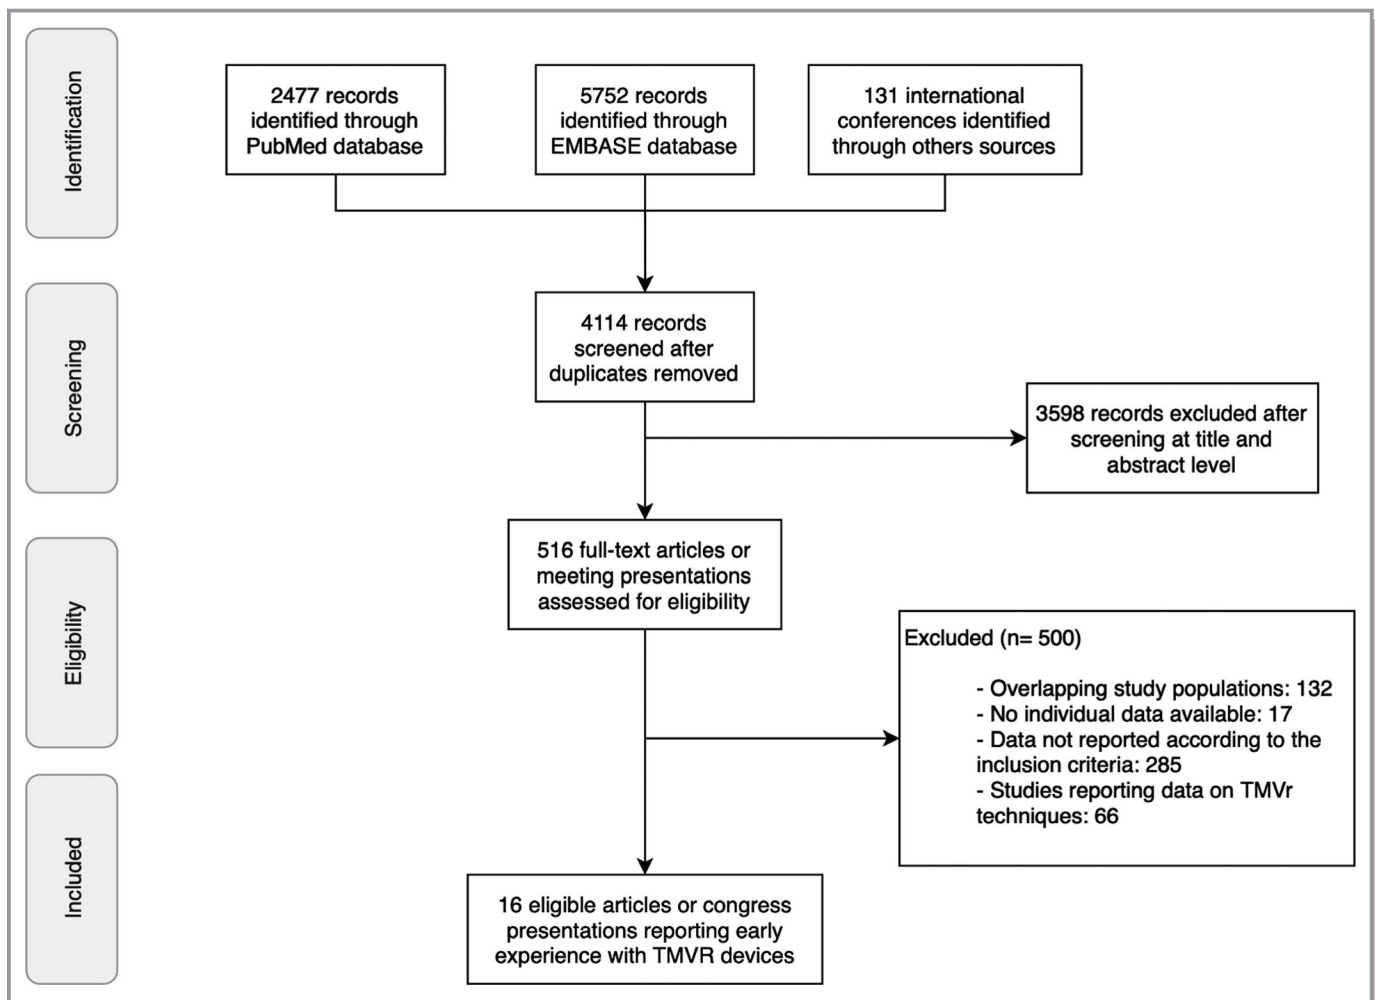 Identification
2477 records
identified through
PubMed database
5752 records
identified through
EMBASE database
131 international
conferences identified
through others sources
Screening
4114 records
screened after
duplicates removed
3598 records excluded after
screening at title and
abstract level
Eligibility
516 full-text articles or
meeting presentations
assessed for eligibility
Excluded (n= 500)
- Overlapping study populations: 132
- No individual data available: 17
- Data not reported according to the
inclusion criteria: 285
- Studies reporting data on TMVr
techniques: 66
Included
16 eligible articles or congress
presentations reporting early
experience with TMVR devices